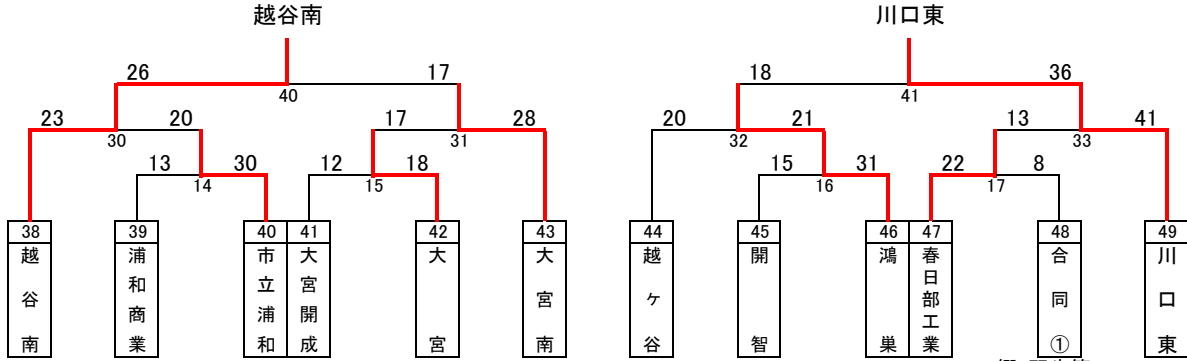 越谷南 川口東
26 17 18 36
40 41
23 20 17 28 20 21 13 41
30 31 32 33
13 30 12 18 15 31 22 8
14 15 16 17
38 39 40 41 42 43 44 45 46 47 48 49
越谷南
浦和商業
市立浦和
大宮開成
大宮
大宮南
越ヶ谷
開智
鴻巣
春日部工業
合同①
川口東